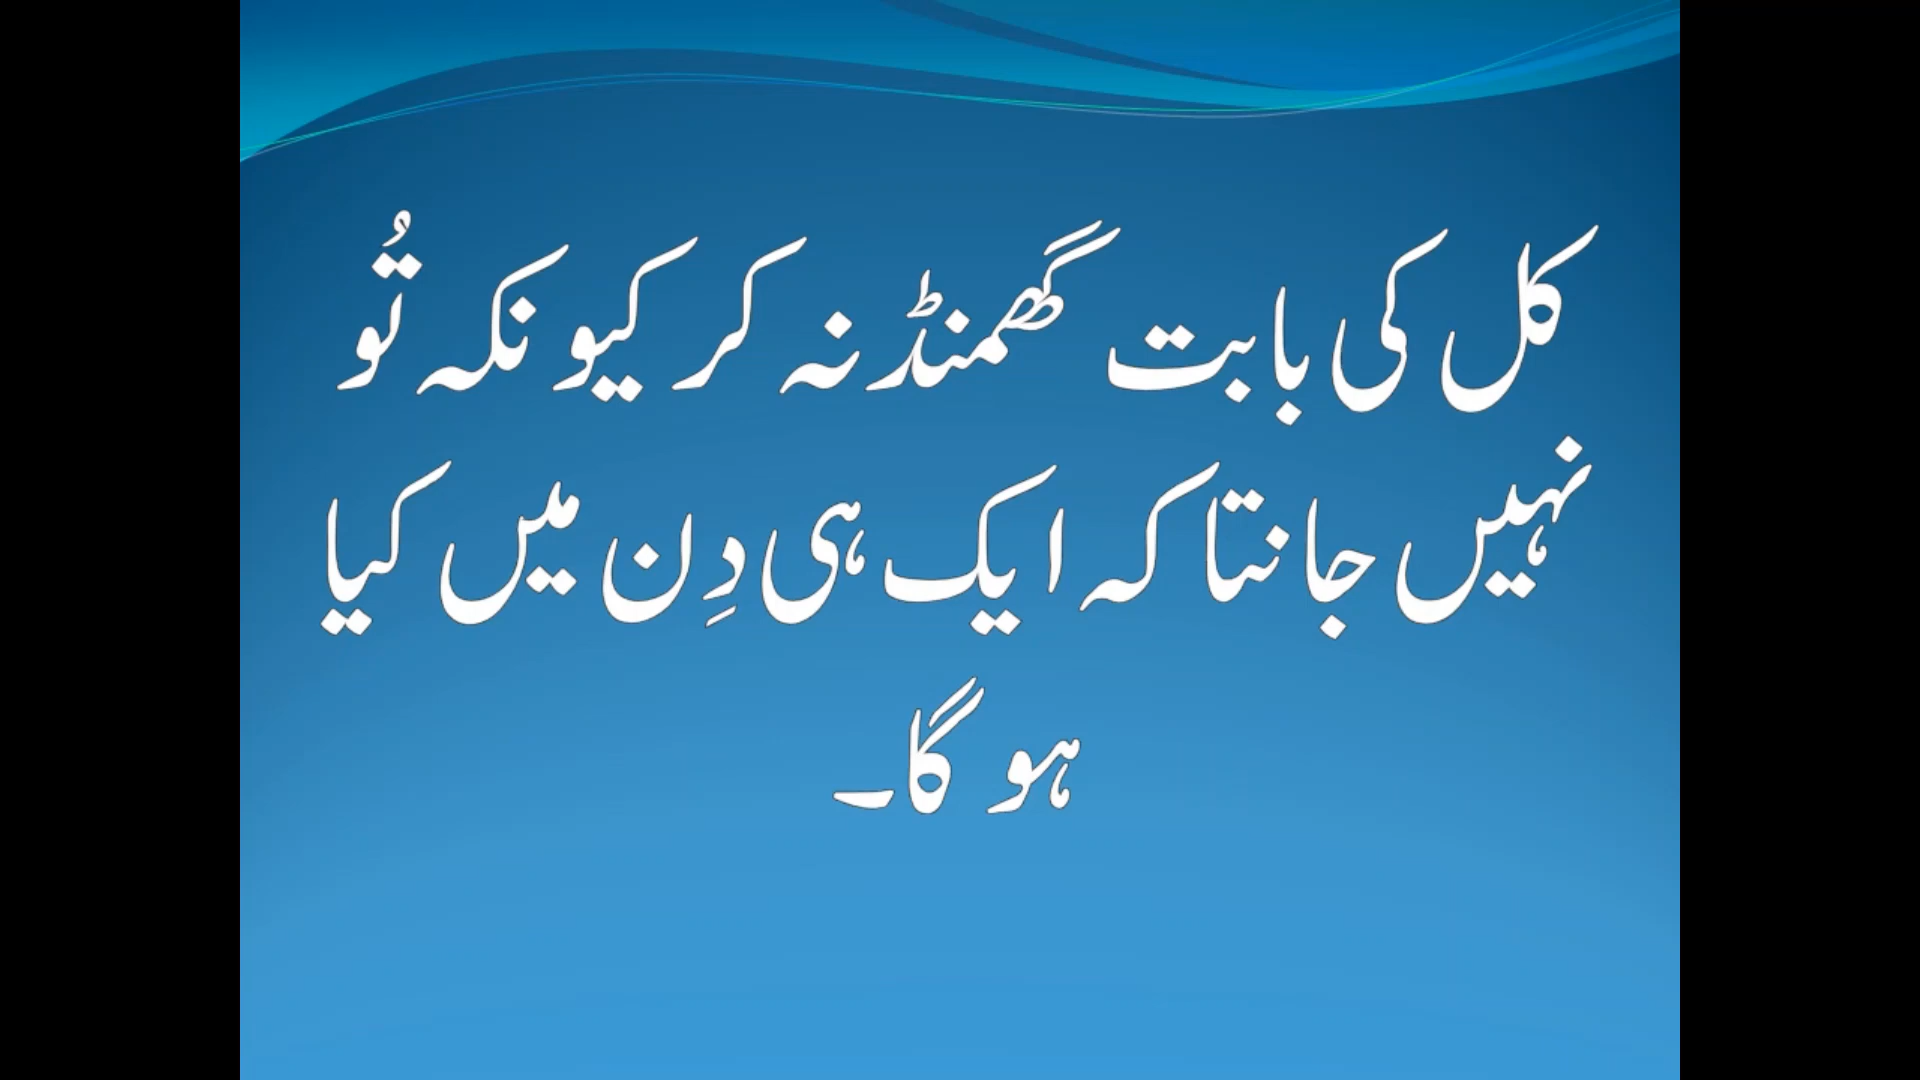 کل کی بابت گھمنڈ نہ کر کیونکہ تُو
نہیں جانتا کہ ایک ہی دِن میں کیا
ہو گا۔